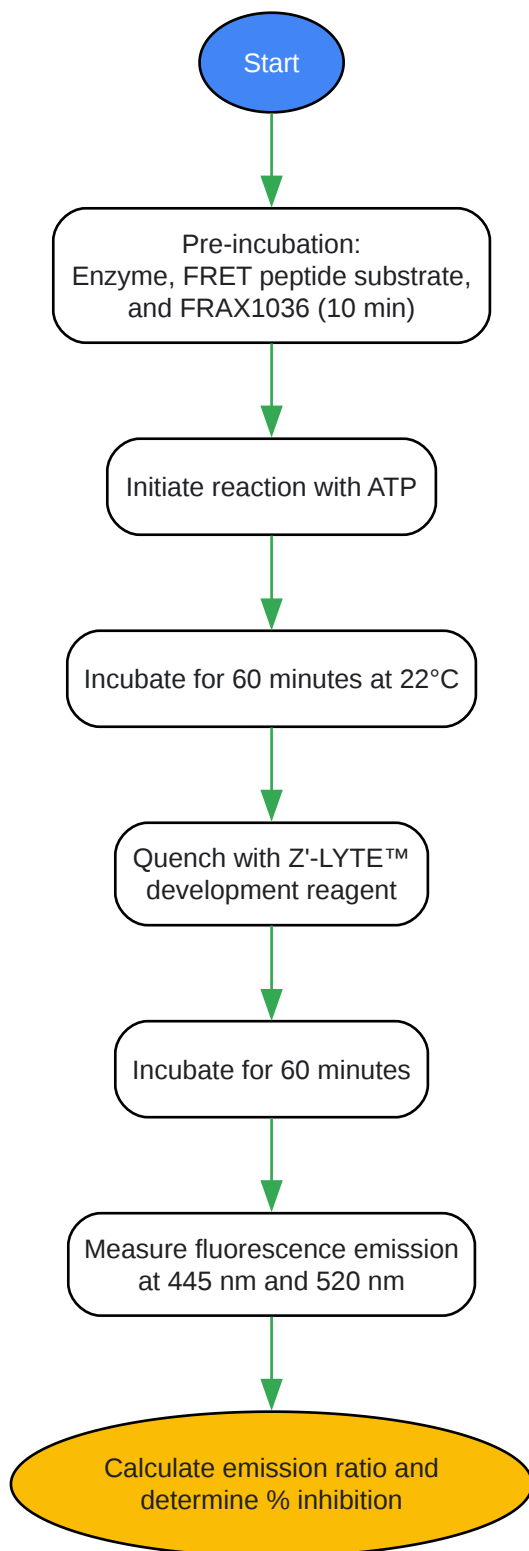 Start
Pre-incubation:
Enzyme, FRET peptide substrate,
and FRAX1036 (10 min)
Initiate reaction with ATP
Incubate for 60 minutes at 22°C
Quench with Z'-LYTE™
development reagent
Incubate for 60 minutes
Measure fluorescence emission
at 445 nm and 520 nm
Calculate emission ratio and
determine % inhibition